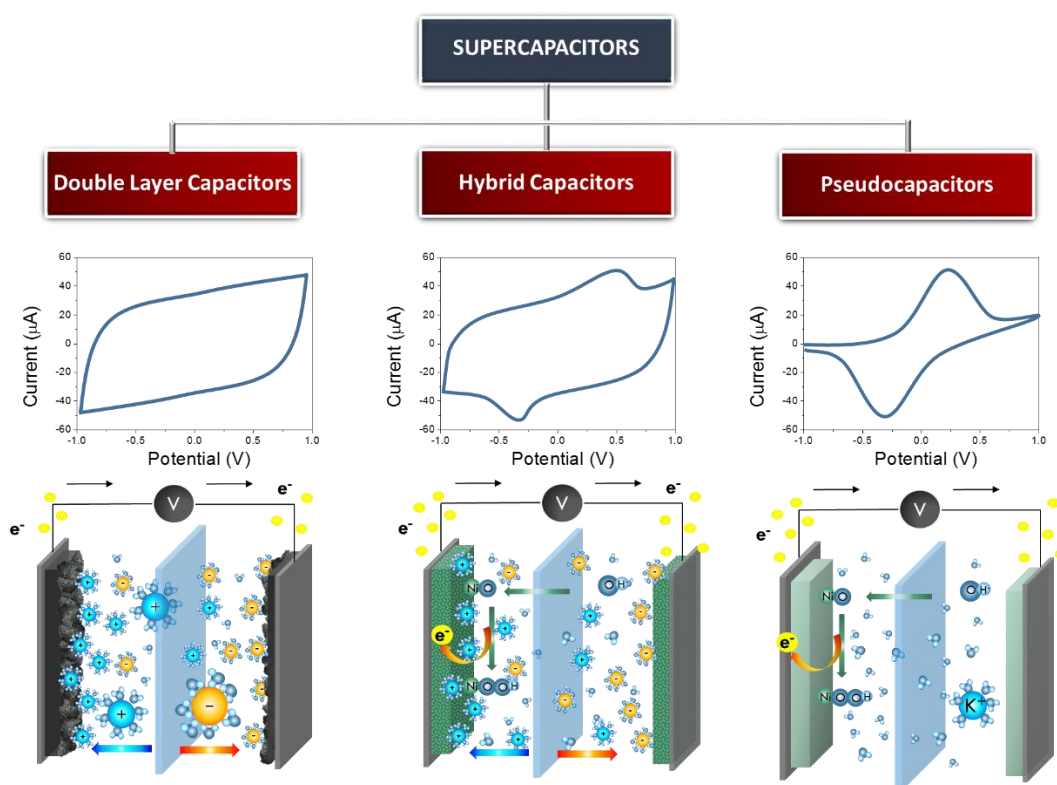 SUPERCAPACITORS
Double Layer Capacitors
Hybrid Capacitors
Pseudocapacitors
60
40
20
0
-20
-40
-60
Current (μA)
-1.0
-0.5
0.0
0.5
1.0
Potential (V)
60
40
20
0
-20
-40
-60
Current (μA)
-1.0
-0.5
0.0
0.5
1.0
Potential (V)
60
40
20
0
-20
-40
-60
Current (μA)
-1.0
-0.5
0.0
0.5
1.0
Potential (V)
e⁻
V
e⁻
+
+
+
+
+
+
+
+
+
+
+
-
-
-
-
-
-
-
-
-
e⁻
V
e⁻
+
-
Ni O
O H
e⁻
Ni O O H
e⁻
V
e⁻
Ni O
O H
e⁻
Ni O O H
K⁺